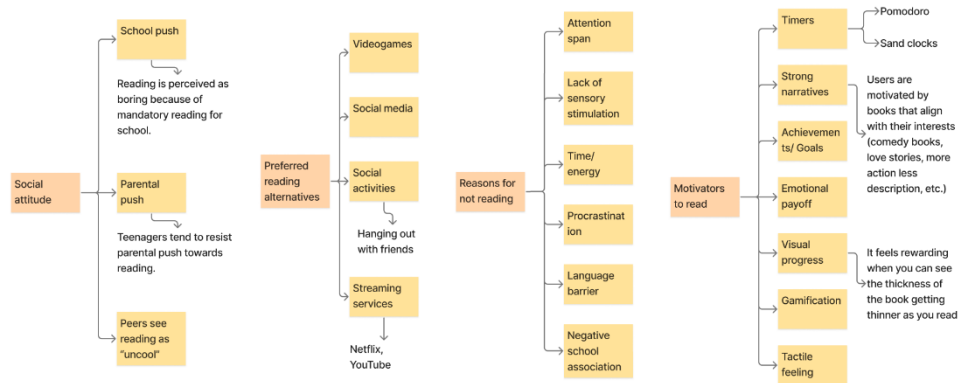 Social
attitude
School push
Reading is perceived as
boring because of
mandatory reading for
school.
Parental
push
Teenagers tend to resist
parental push towards
reading.
Peers see
reading as
"uncool"
Preferred
reading
alternatives
Videogames
Social media
Social
activities
Hanging out
with friends
Streaming
services
Netflix,
YouTube
Reasons for
not reading
Attention
span
Lack of
sensory
stimulation
Time/
energy
Procrastinat
ion
Language
barrier
Negative
school
association
Motivators
to read
Timers
Pomodoro
Sand clocks
Strong
narratives
Users are
motivated by
books that align
with their interests
(comedy books,
love stories, more
action less
description, etc.)
Achievemen
ts/ Goals
Emotional
payoff
Visual
progress
It feels rewarding
when you can see
the thickness of
the book getting
thinner as you read
Gamification
Tactile
feeling